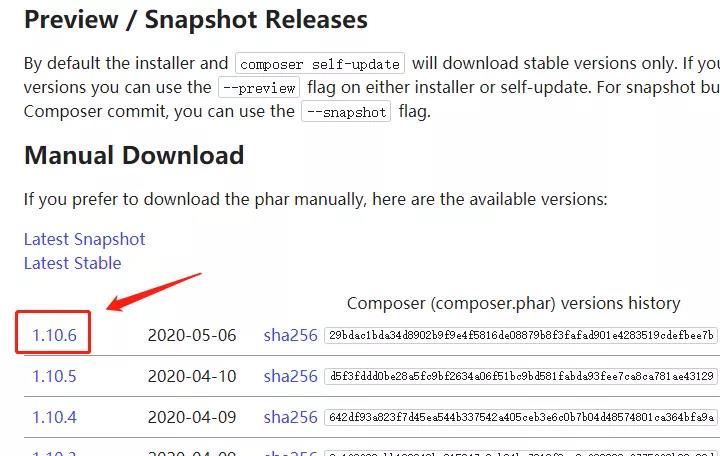 Preview / Snapshot Releases
By default the installer and composer self-update will download stable versions only. If you
versions you can use the --preview flag on either installer or self-update. For snapshot bu
Composer commit, you can use the --snapshot flag.
Manual Download
If you prefer to download the phar manually, here are the available versions:
Latest Snapshot
Latest Stable
Composer (composer.phar) versions history
1.10.6 2020-05-06 sha256 29bdac1bda34d8902b9f9e4f5816de08879b8f3fafad901e4283519cdefbee7b
1.10.5 2020-04-10 sha256 d5f3fddd0be28a5fc9bf2634a06f51bc9bd581fabda93fee7ca8ca781ae43129
1.10.4 2020-04-09 sha256 642df93a823f7d45ea544b337542a405ceb3e6c0b7b04d48574801ca364bfa9a